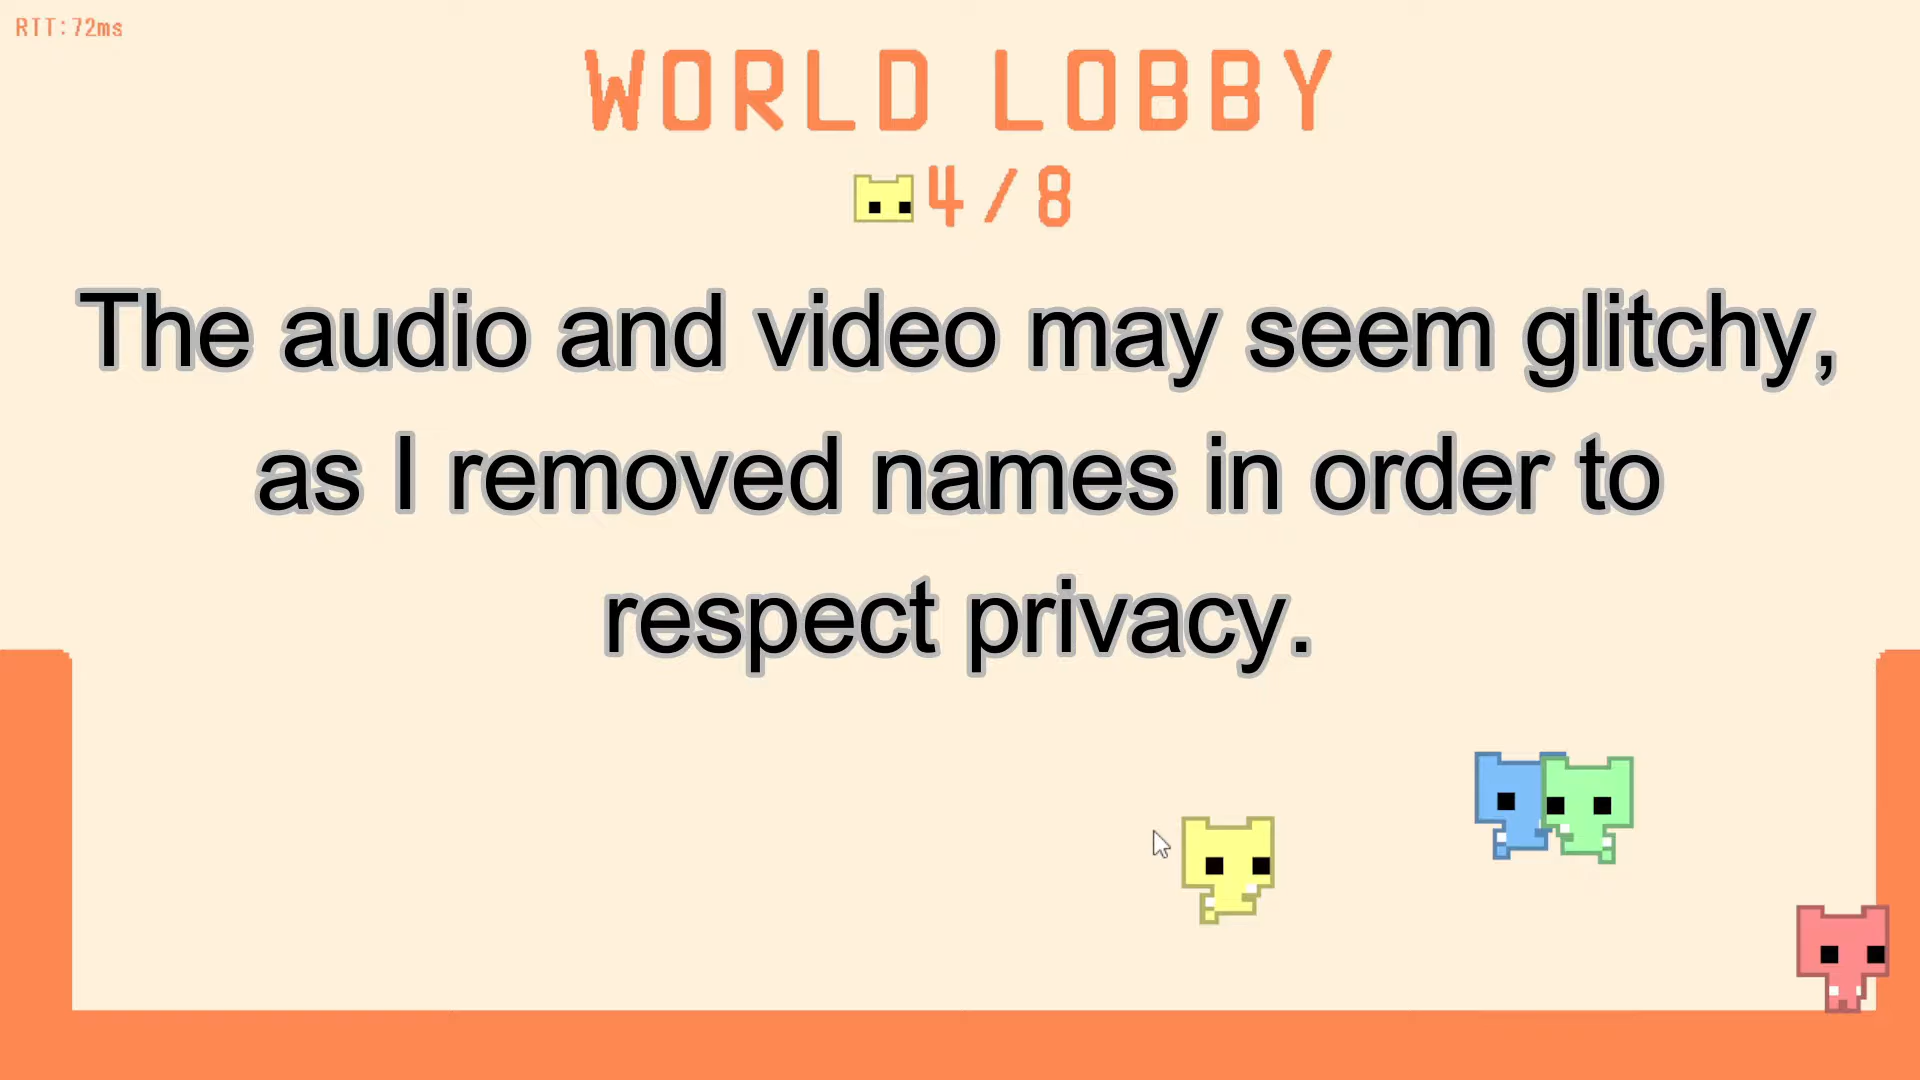 RTT:72ms
WORLD LOBBY
4/8
The audio and video may seem glitchy,
as I removed names in order to
respect privacy.